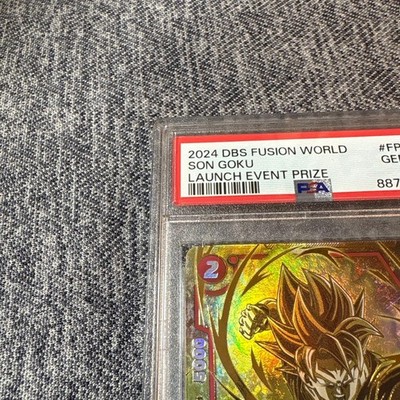 2024 DBS FUSION WORLD #FP
SON GOKU GE
LAUNCH EVENT PRIZE
PSA 887
2